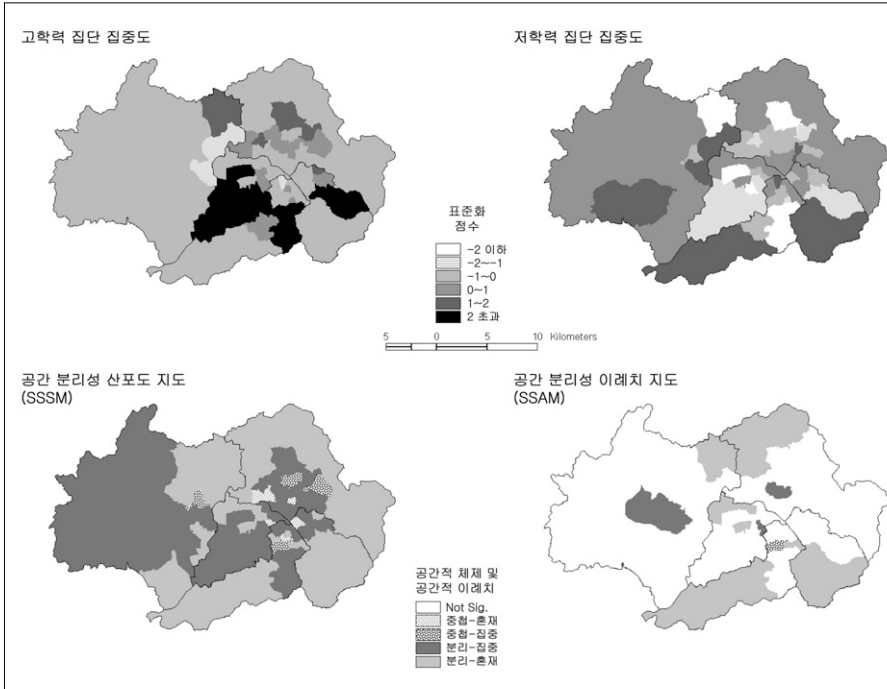 고학력 집단 집중도
저학력 집단 집중도
표준화
점수
-2 이하
-2~-1
-1~0
0~1
1~2
2 초과
5 0 5 10 Kilometers
공간 분리성 산포도 지도
(SSSM)
공간 분리성 이례치 지도
(SSAM)
공간적 체제 및
공간적 이례치
Not Sig.
중첩-혼재
중첩-집중
분리-집중
분리-혼재